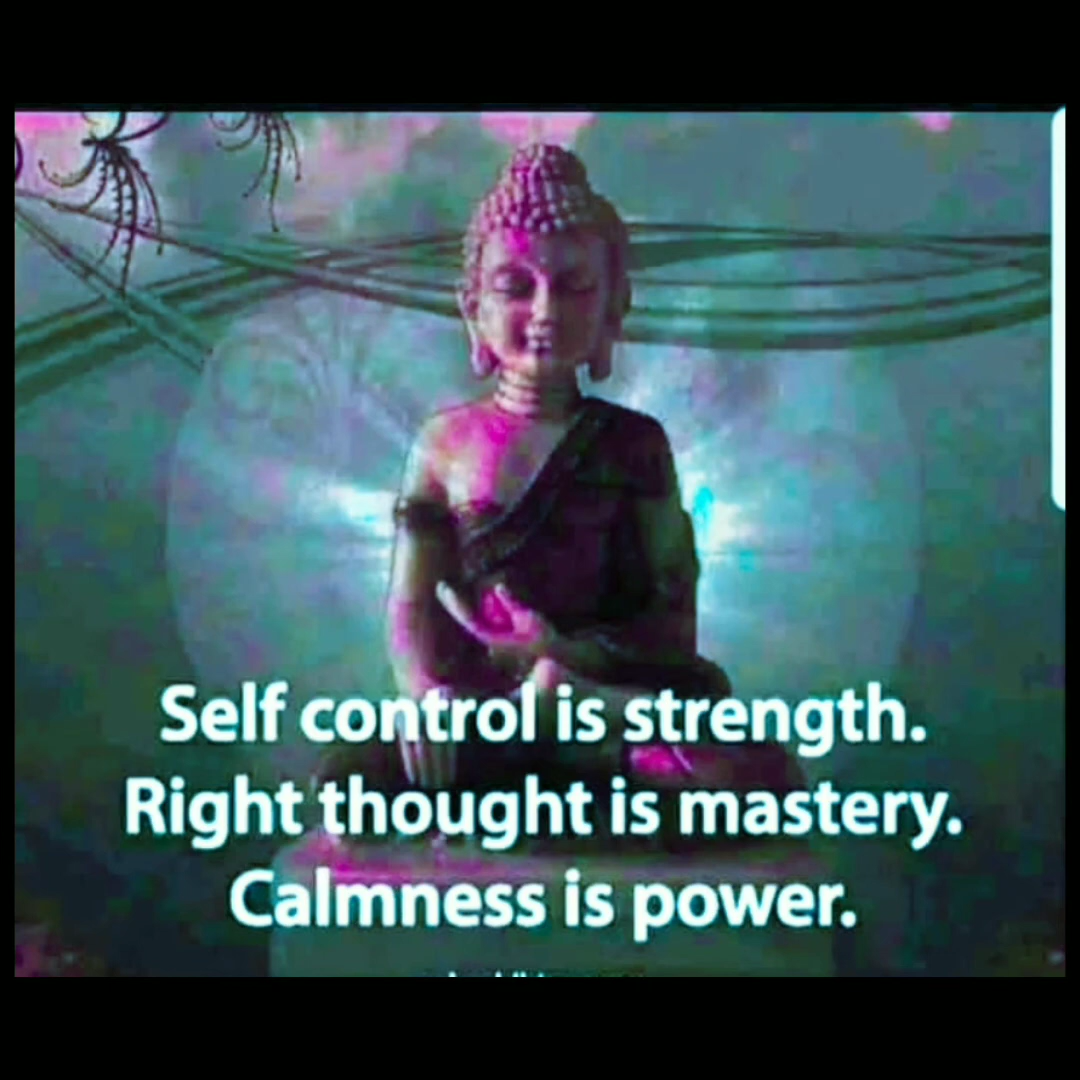 Self control is strength.
Right thought is mastery.
Calmness is power.